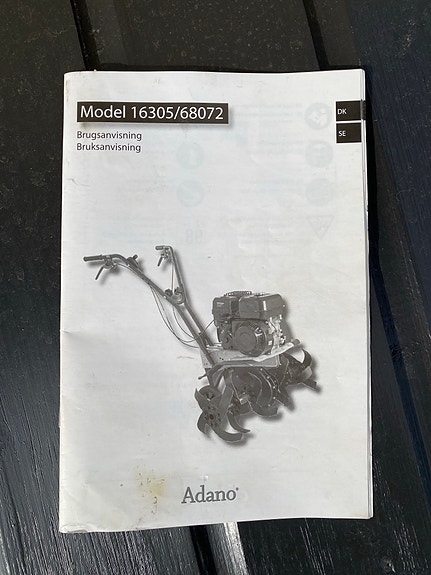 Model 16305/68072
DK
Brugsanvisning
SE
Bruksanvisning
Adano®